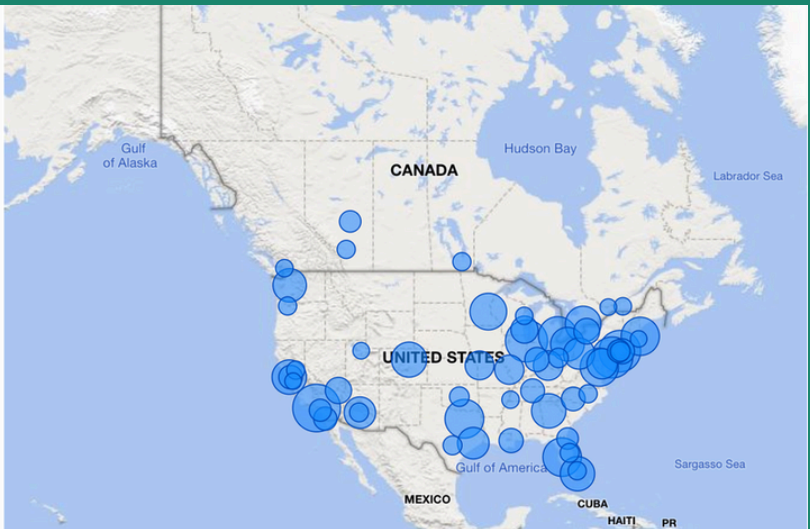 Gulf
of Alaska
Hudson Bay
CANADA
Labrador Sea
UNITED STATES
Gulf of America
Sargasso Sea
MEXICO
CUBA
HAITI
PR